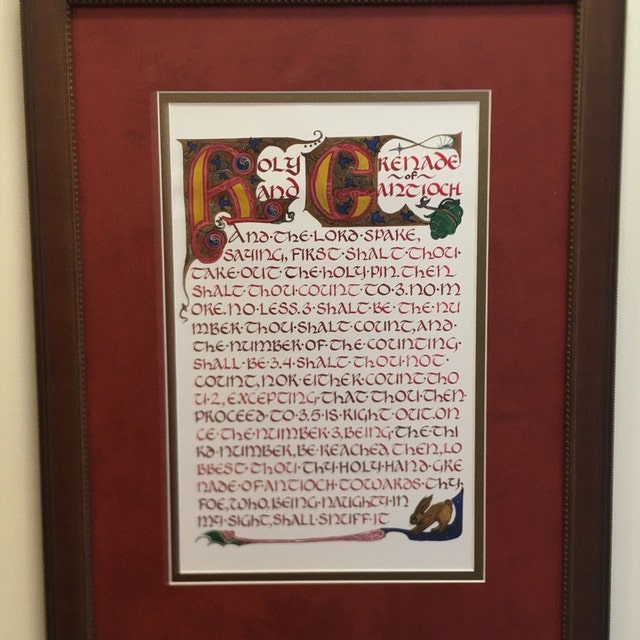 HOLY GRENADE
of
HAND ANTIOCH
AND·THE·LORD·SPAKE,
SAYING, FIRST·SHALT·THOU·
TAKE·OUT·THE·HOLY·PIN. THEN
SHALT·THOU·COUNT·TO·3. NO·M
ORE. NO·LESS. 3·SHALT·BE·THE·NU
MBER·THOU·SHALT·COUNT, AND·
THE·NUMBER·OF·THE·COUNTING·
SHALL·BE·3. 4·SHALT·THOU·NOT·
COUNT, NOR·EITHER·COUNT·THO
U·2, EXCEPTING·THAT·THOU·THEN·
PROCEED·TO·3. 5·IS·RIGHT·OUT. ON
CE·THE·NUMBER·3, BEING·THE·THI
RD·NUMBER, BE·REACHED, THEN, LO
BBEST·THOU·THY·HOLY·HAND·GRE
NADE·OF·ANTIOCH·TOWARDS·THY·
FOE, WHO, BEING·NAUGHTY·IN
MY·SIGHT, SHALL·SNUFF·IT